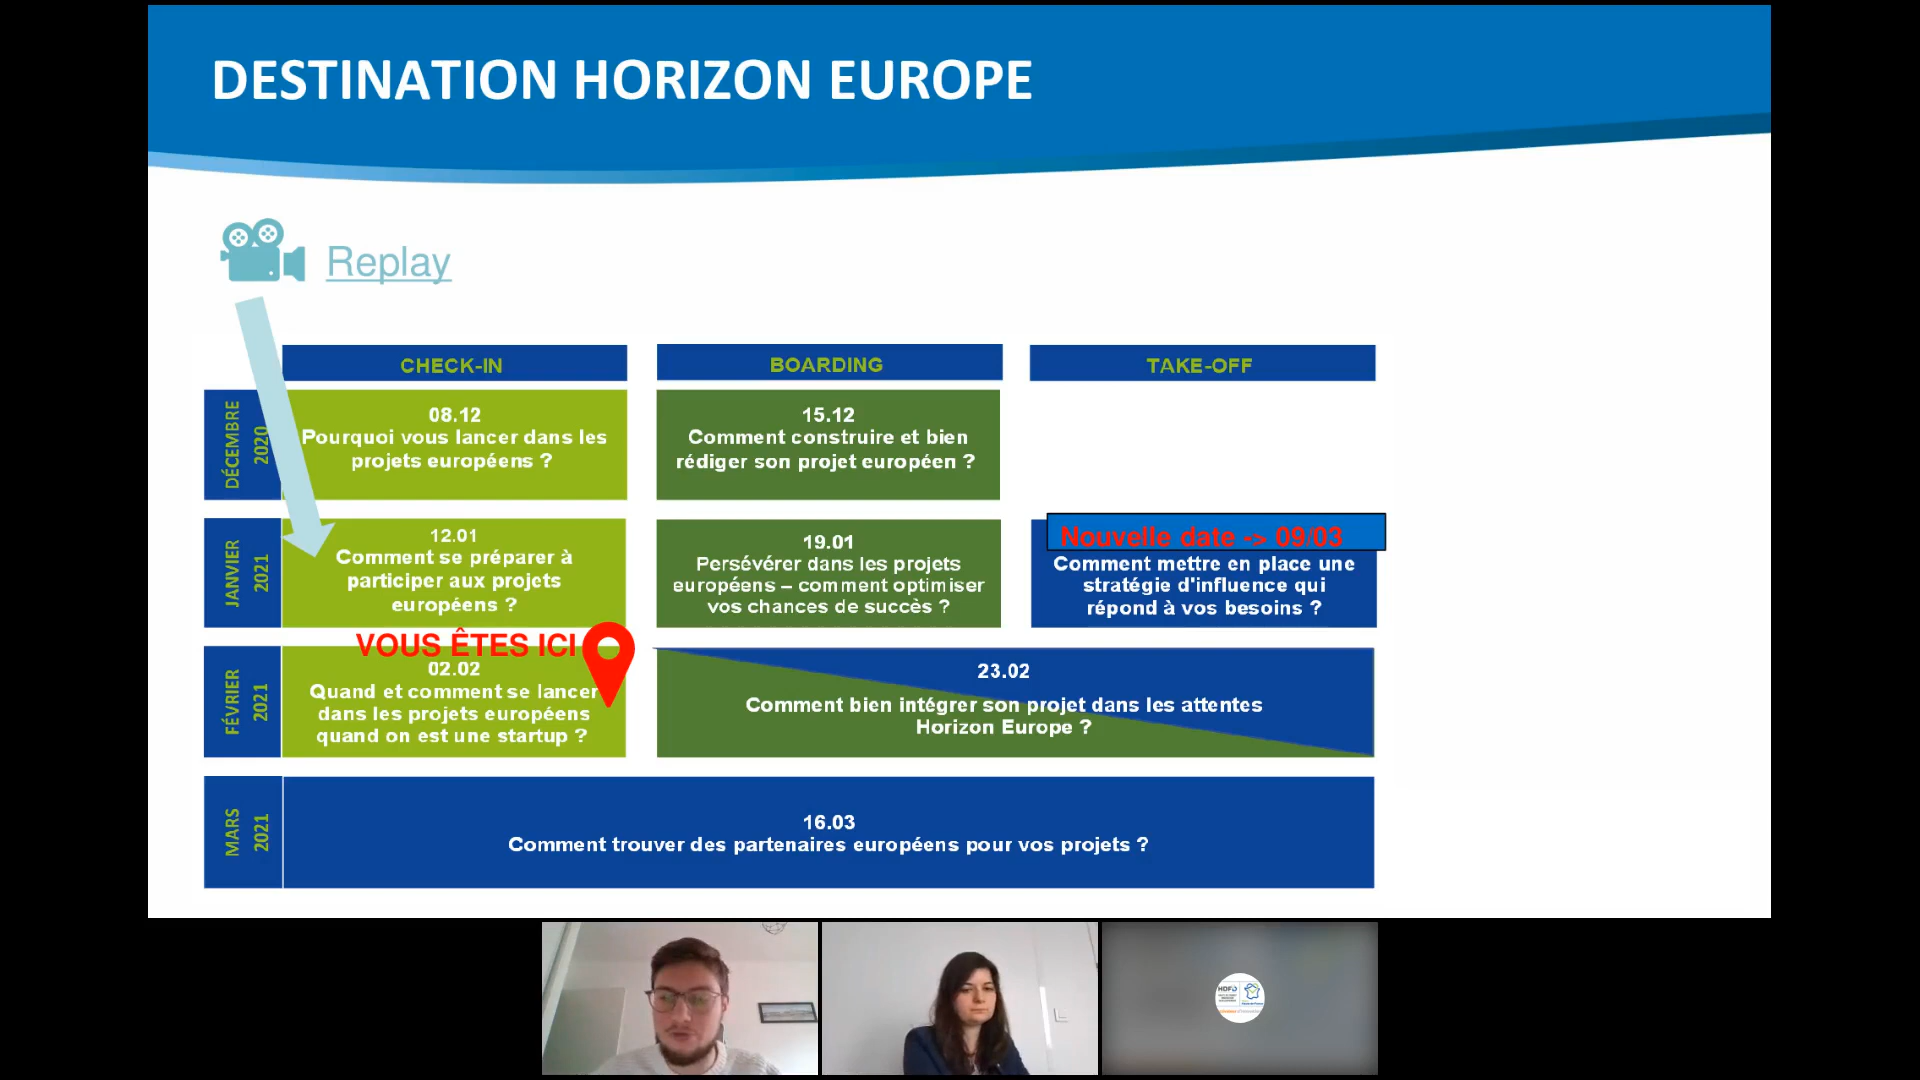 DESTINATION HORIZON EUROPE
Replay
CHECK-IN
BOARDING
TAKE-OFF
DÉCEMBRE
2020
08.12
Pourquoi vous lancer dans les
projets européens ?
15.12
Comment construire et bien
rédiger son projet européen ?
JANVIER
2021
12.01
Comment se préparer à
participer aux projets
européens ?
19.01
Persévérer dans les projets
européens – comment optimiser
vos chances de succès ?
Nouvelle date -> 09/03
Comment mettre en place une
stratégie d'influence qui
répond à vos besoins ?
VOUS ÊTES ICI
FÉVRIER
2021
02.02
Quand et comment se lancer
dans les projets européens
quand on est une startup ?
23.02
Comment bien intégrer son projet dans les attentes
Horizon Europe ?
MARS
2021
16.03
Comment trouver des partenaires européens pour vos projets ?
HDFID